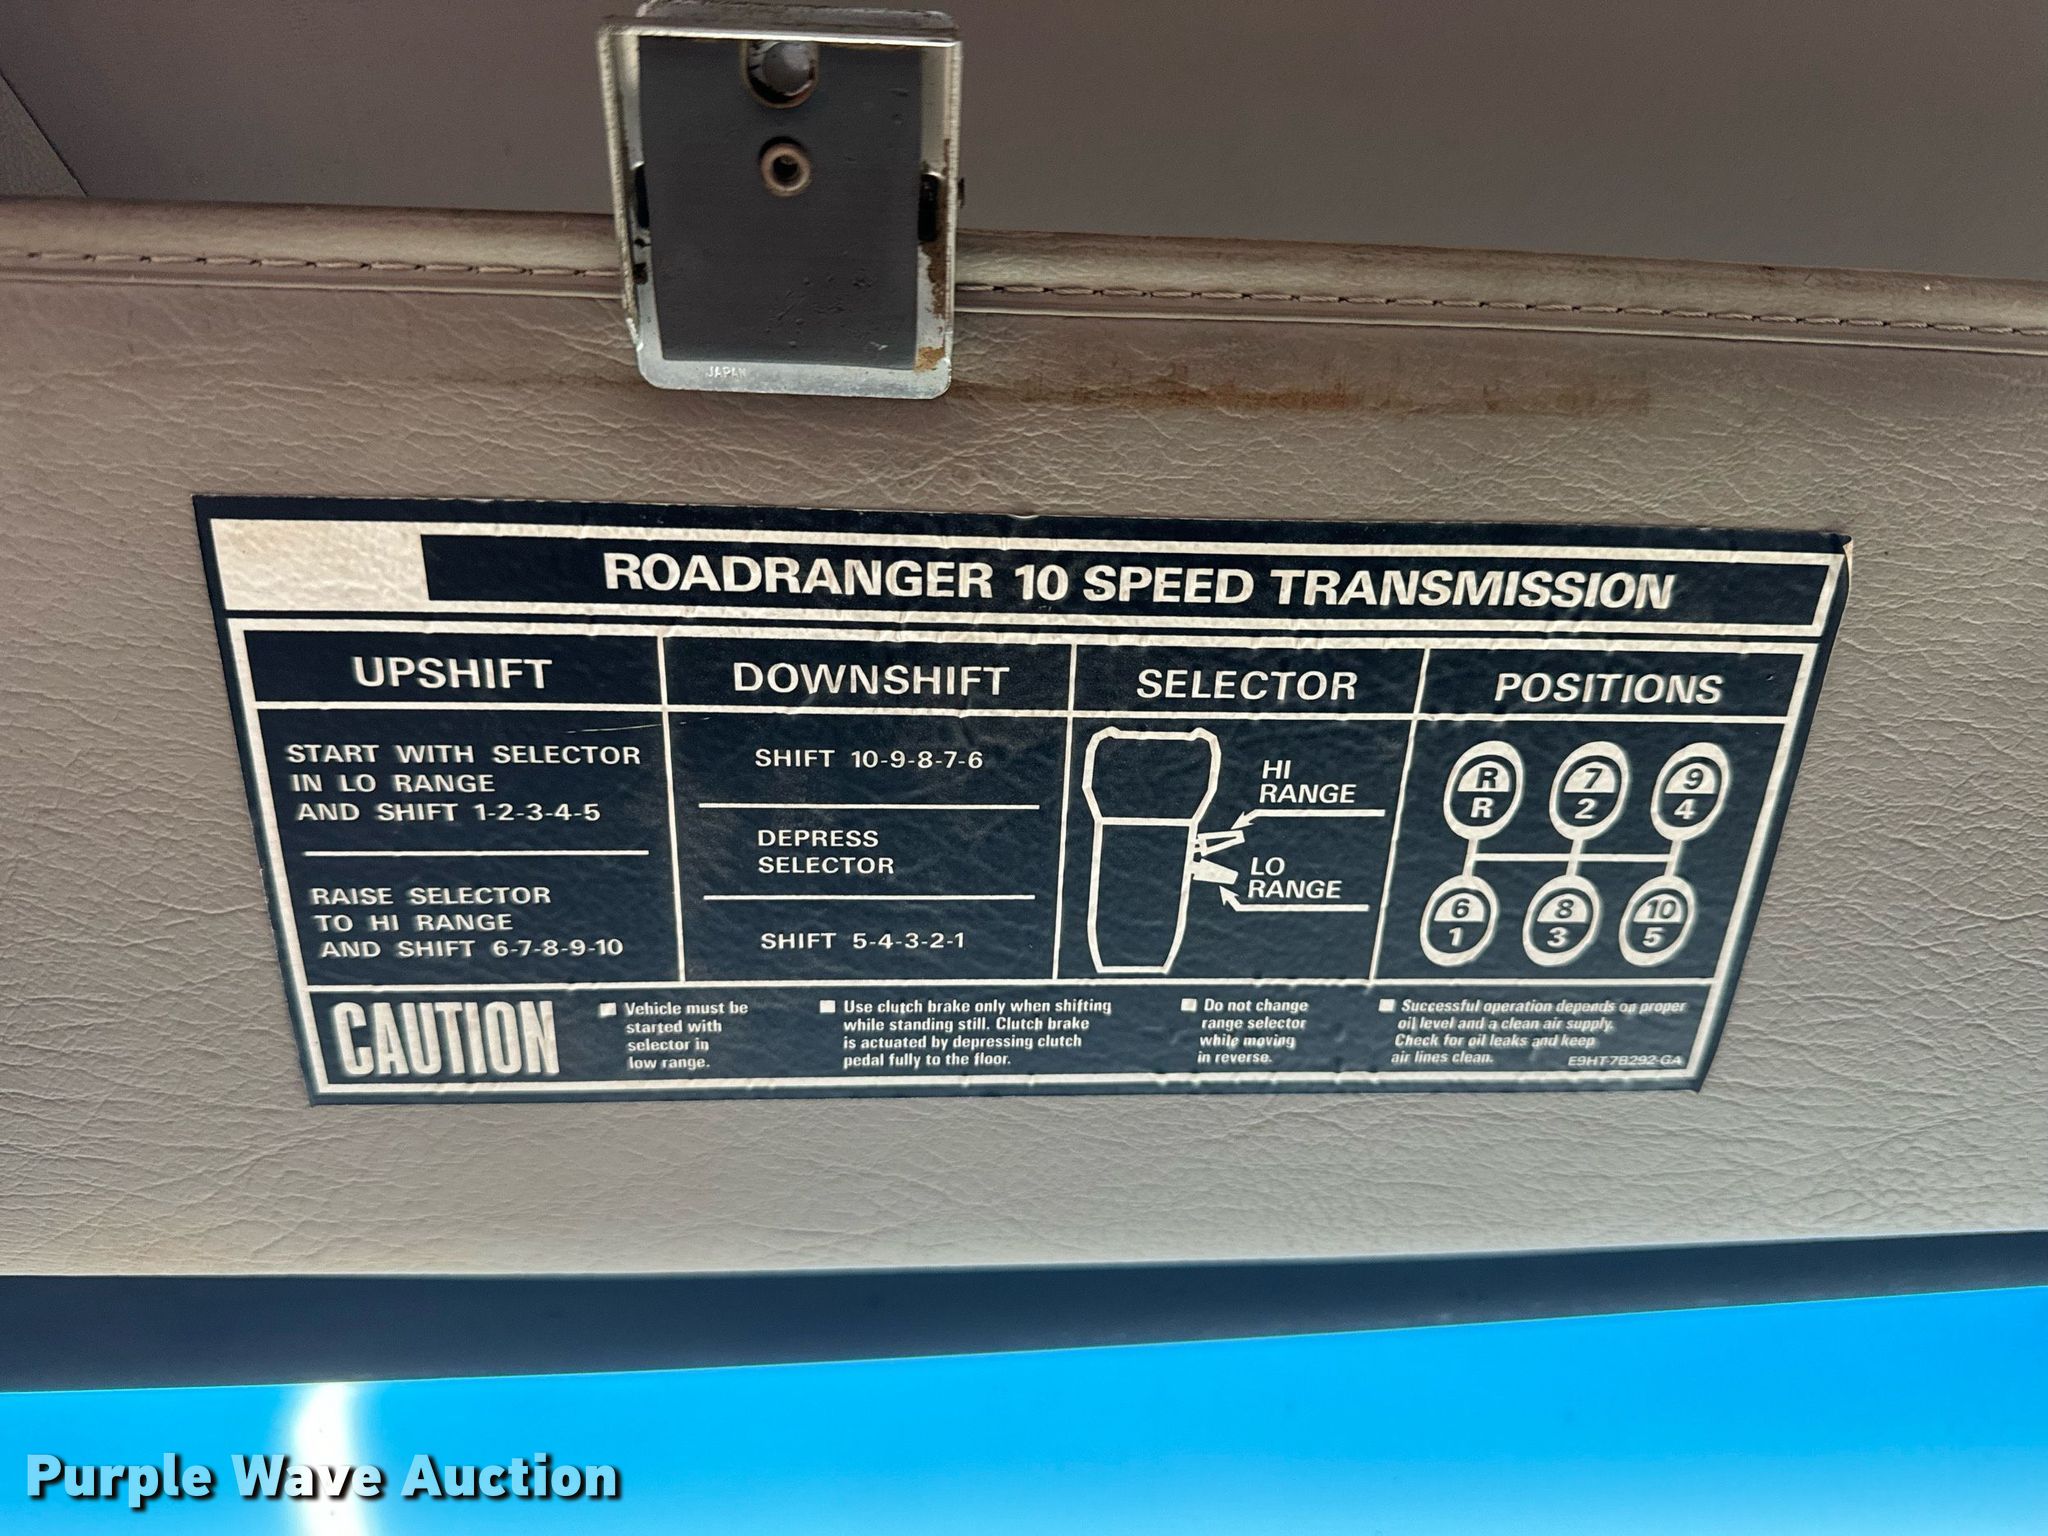 JAPAN
ROADRANGER 10 SPEED TRANSMISSION
UPSHIFT
START WITH SELECTOR
IN LO RANGE
AND SHIFT 1-2-3-4-5
RAISE SELECTOR
TO HI RANGE
AND SHIFT 6-7-8-9-10
DOWNSHIFT
SHIFT 10-9-8-7-6
DEPRESS
SELECTOR
SHIFT 5-4-3-2-1
SELECTOR
HI
RANGE
LO
RANGE
POSITIONS
R 7 9
R 2 4
6 8 10
1 3 5
CAUTION
Vehicle must be
started with
selector in
low range.
Use clutch brake only when shifting
while standing still. Clutch brake
is actuated by depressing clutch
pedal fully to the floor.
Do not change
range selector
while moving
in reverse.
Successful operation depends on proper
oil level and a clean air supply.
Check for oil leaks and keep
air lines clean.
E9HT-7B292-GA
Purple Wave Auction